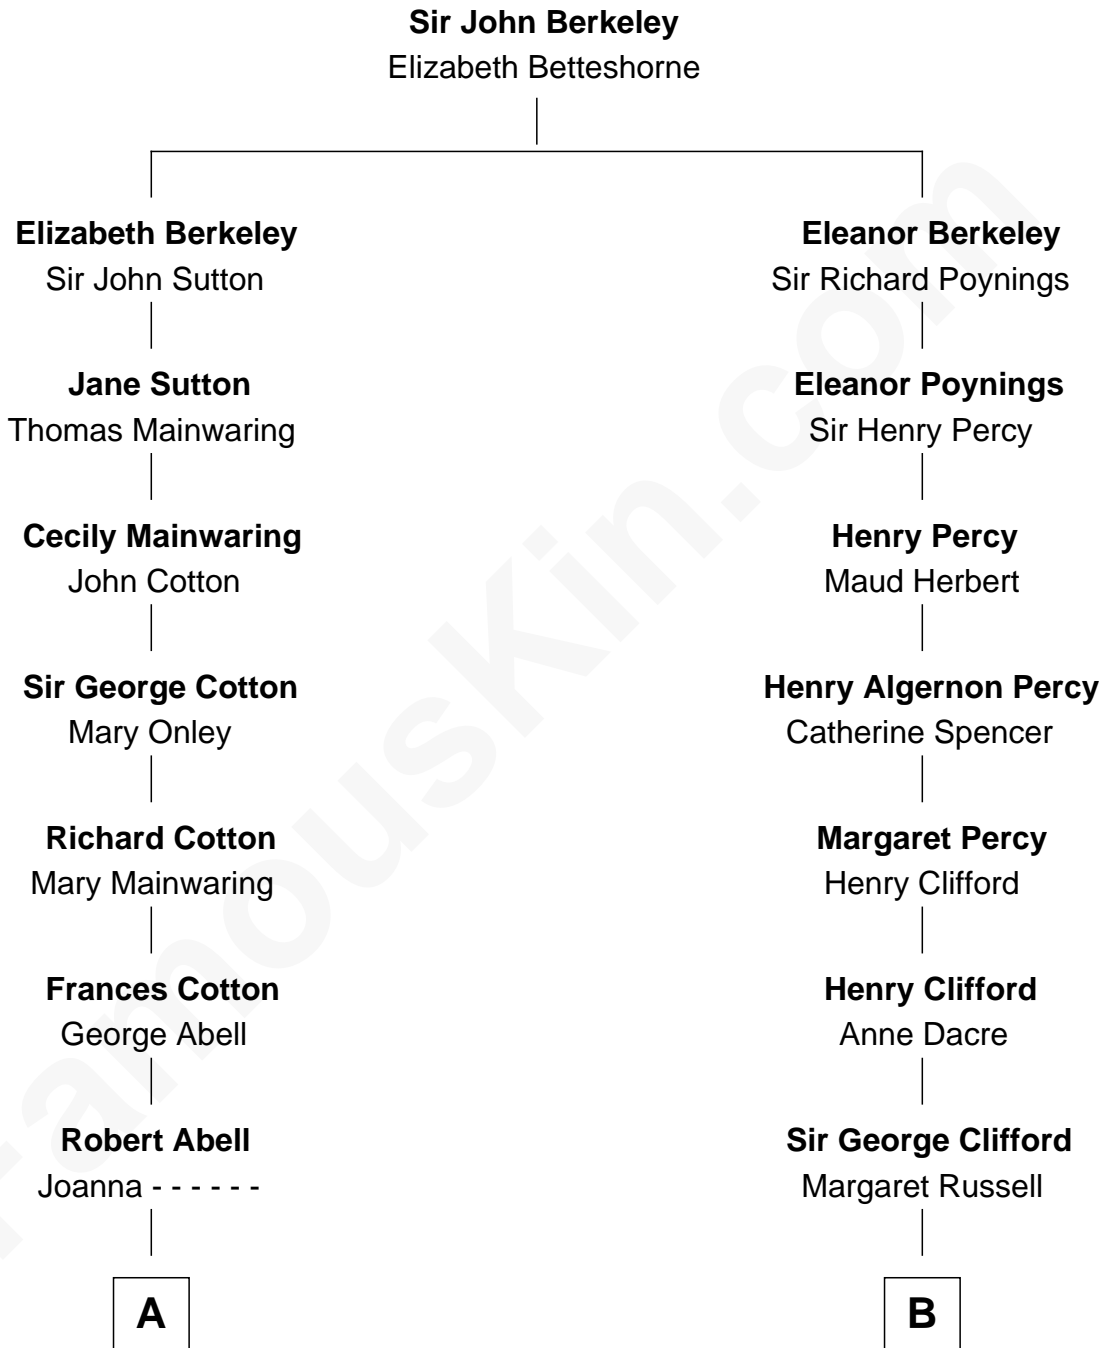 Sir John Berkeley
Elizabeth Betteshorne
Elizabeth Berkeley
Sir John Sutton
Jane Sutton
Thomas Mainwaring
Cecily Mainwaring
John Cotton
Sir George Cotton
Mary Onley
Richard Cotton
Mary Mainwaring
Frances Cotton
George Abell
Robert Abell
Joanna - - - - - -
A
Eleanor Berkeley
Sir Richard Poynings
Eleanor Poynings
Sir Henry Percy
Henry Percy
Maud Herbert
Henry Algernon Percy
Catherine Spencer
Margaret Percy
Henry Clifford
Henry Clifford
Anne Dacre
Sir George Clifford
Margaret Russell
B
FamousKin.com